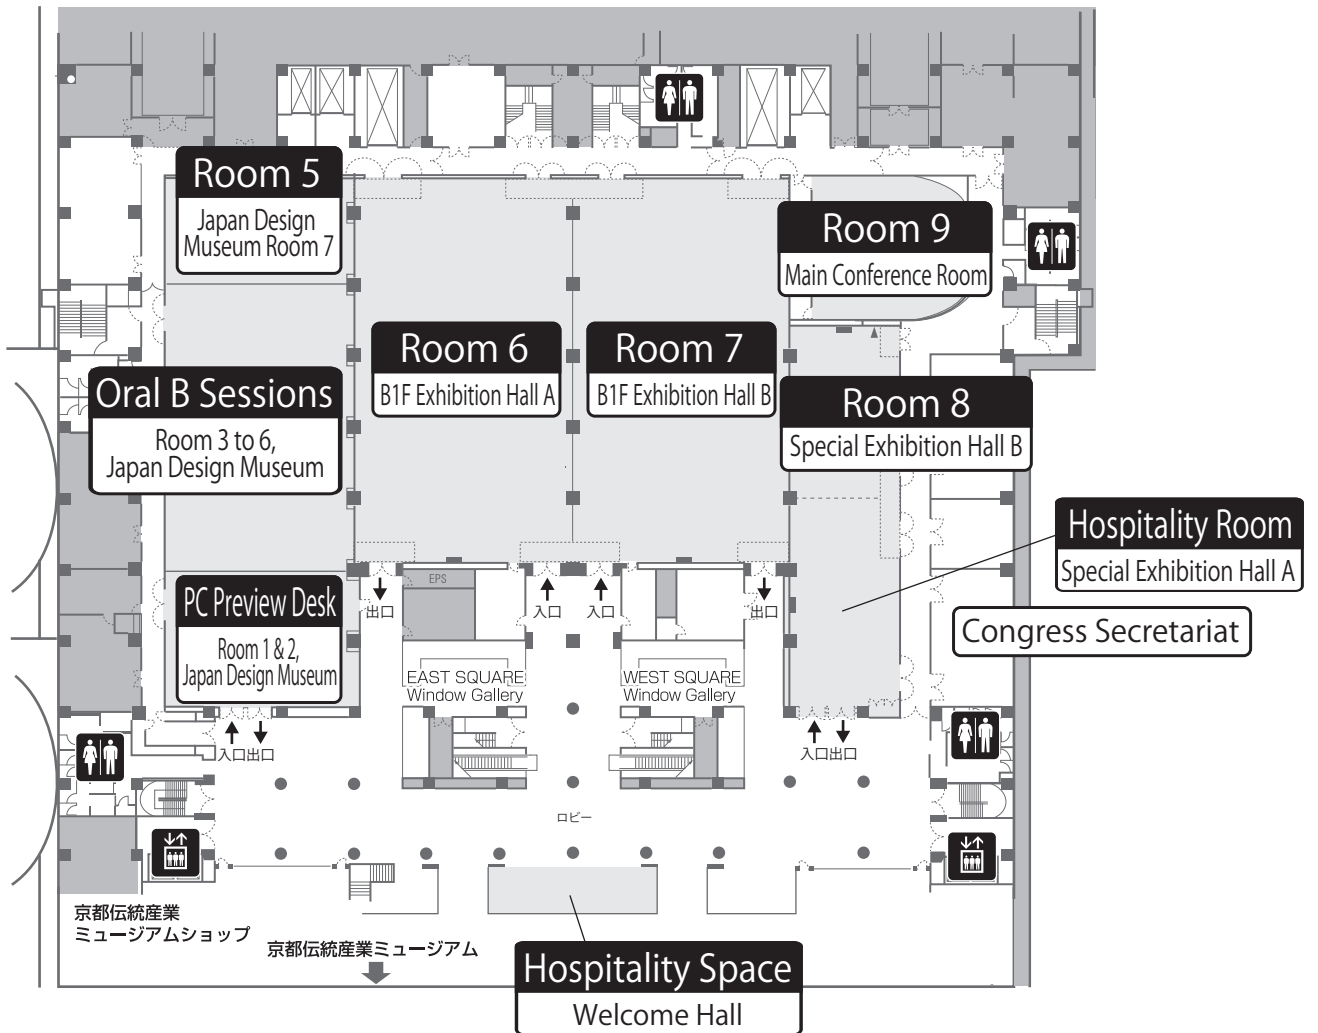 Room 5
Japan Design
Museum Room 7
Room 9
Main Conference Room
Room 6
B1F Exhibition Hall A
Room 7
B1F Exhibition Hall B
Oral B Sessions
Room 3 to 6,
Japan Design Museum
Room 8
Special Exhibition Hall B
Hospitality Room
Special Exhibition Hall A
Congress Secretariat
PC Preview Desk
Room 1 & 2,
Japan Design Museum
EPS
出口
入口
入口
出口
EAST SQUARE
Window Gallery
WEST SQUARE
Window Gallery
入口出口
入口出口
ロビー
京都伝統産業
ミュージアムショップ
京都伝統産業ミュージアム
Hospitality Space
Welcome Hall